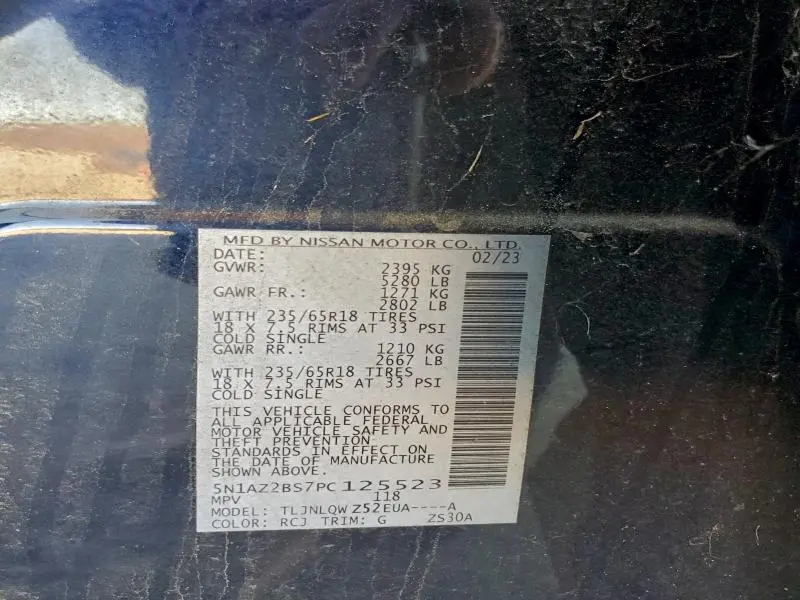 MFD BY NISSAN MOTOR CO., LTD.
DATE: 02/23
GVWR: 2395 KG
5280 LB
GAWR FR.: 1271 KG
2802 LB
WITH 235/65R18 TIRES
18 X 7.5 RIMS AT 33 PSI
COLD SINGLE
GAWR RR.: 1210 KG
2667 LB
WITH 235/65R18 TIRES
18 X 7.5 RIMS AT 33 PSI
COLD SINGLE
THIS VEHICLE CONFORMS TO
ALL APPLICABLE FEDERAL
MOTOR VEHICLE SAFETY AND
THEFT PREVENTION
STANDARDS IN EFFECT ON
THE DATE OF MANUFACTURE
SHOWN ABOVE.
5N1AZ2BS7PC125523
MPV 118
MODEL: TLJNLQW Z52EUA----A
COLOR: RCJ TRIM: G ZS30A